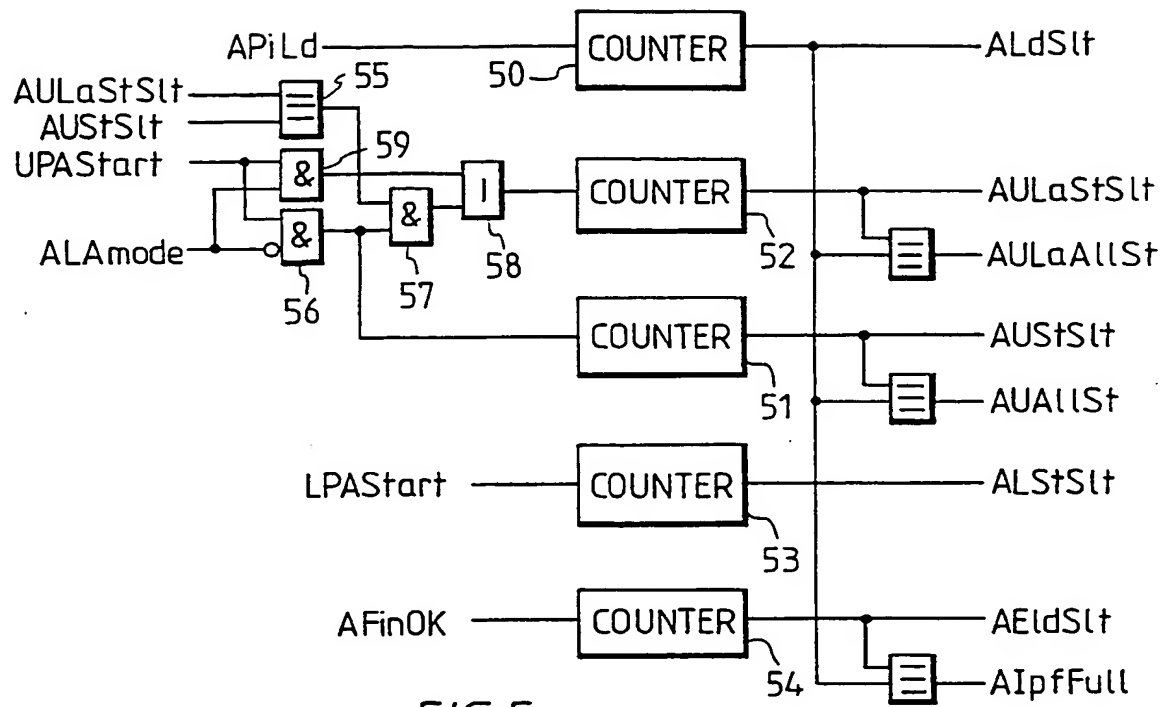 APiLd
COUNTER
50
ALdSlt
AULaStSlt
55
AUStSlt
59
UPAStart
&
|
COUNTER
52
AULaStSlt
&
58
AULaAllSt
ALAmode
&
57
56
COUNTER
51
AUStSlt
AUAllSt
LPAStart
COUNTER
53
ALStSlt
AFinOK
COUNTER
54
AEldSlt
AIpfFull